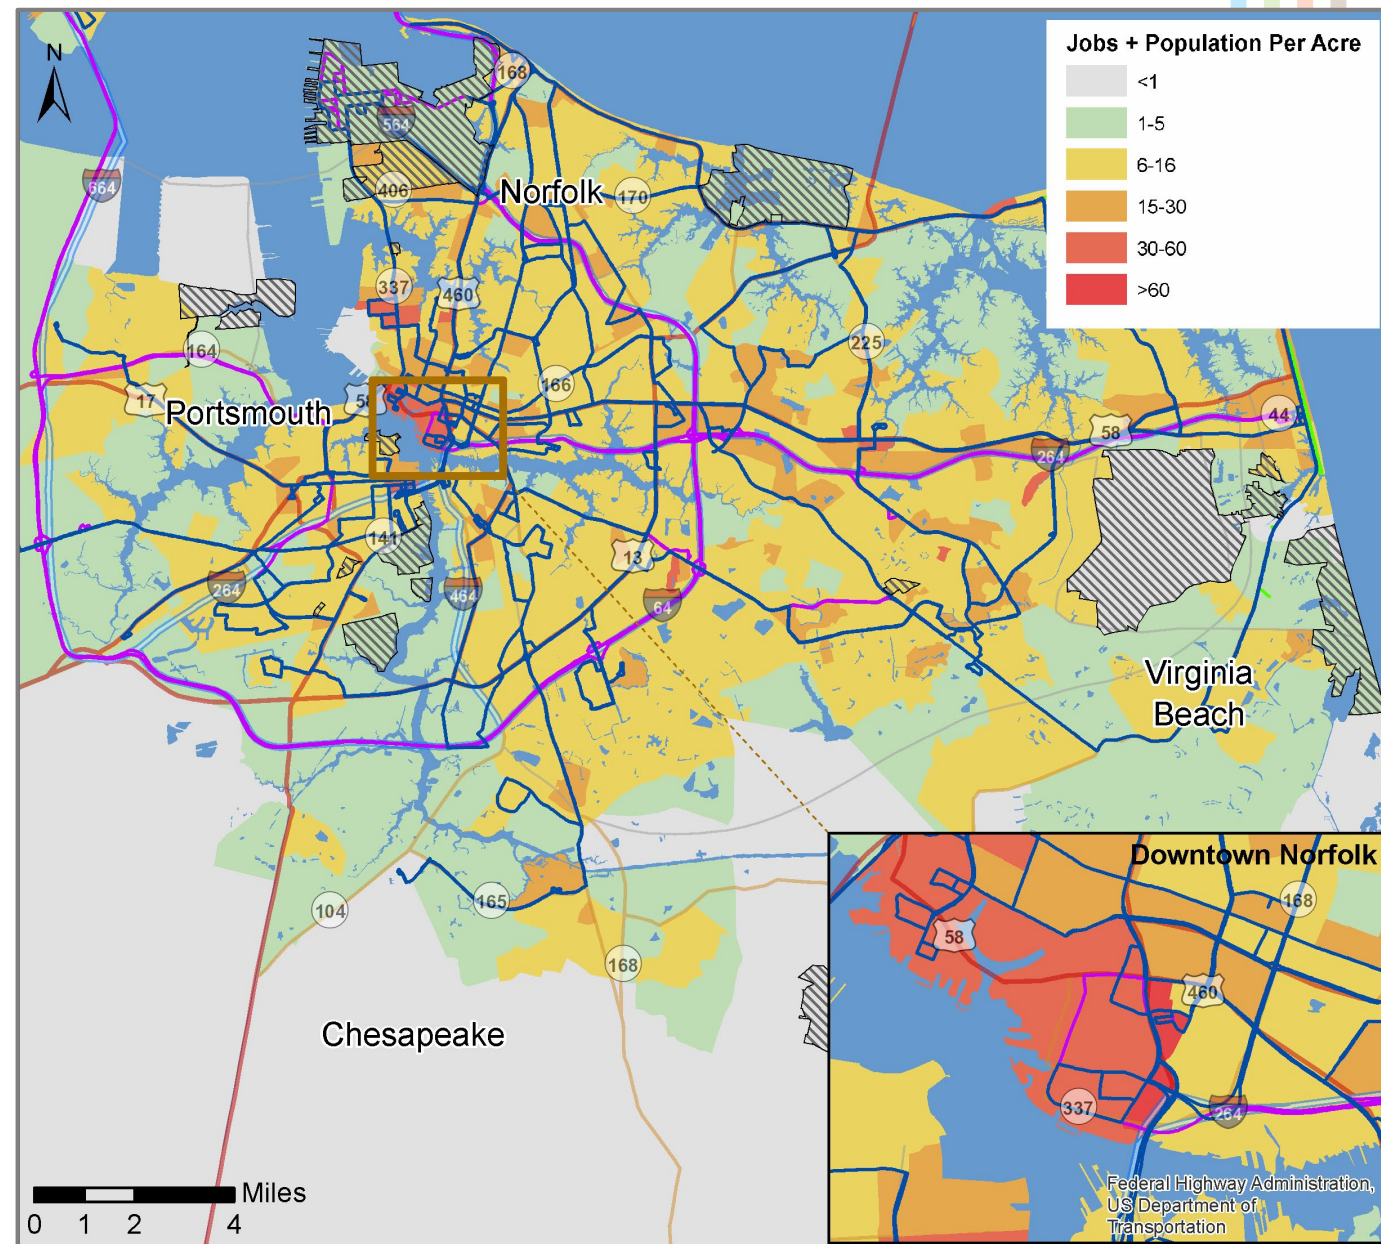 Jobs + Population Per Acre
<1
1-5
6-16
15-30
30-60
>60
N
168
564
664
406
Norfolk
170
337
460
164
225
17
Portsmouth
58
166
44
58
264
141
13
264
464
64
Virginia
Beach
Downtown Norfolk
104
165
168
168
58
460
Chesapeake
337
264
Miles
0 1 2 4
Federal Highway Administration,
US Department of
Transportation